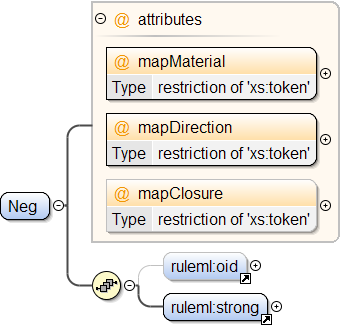 @ attributes
@ mapMaterial
Type restriction of 'xs:token'
@ mapDirection
Type restriction of 'xs:token'
@ mapClosure
Type restriction of 'xs:token'
Neg
ruleml:oid
ruleml:strong